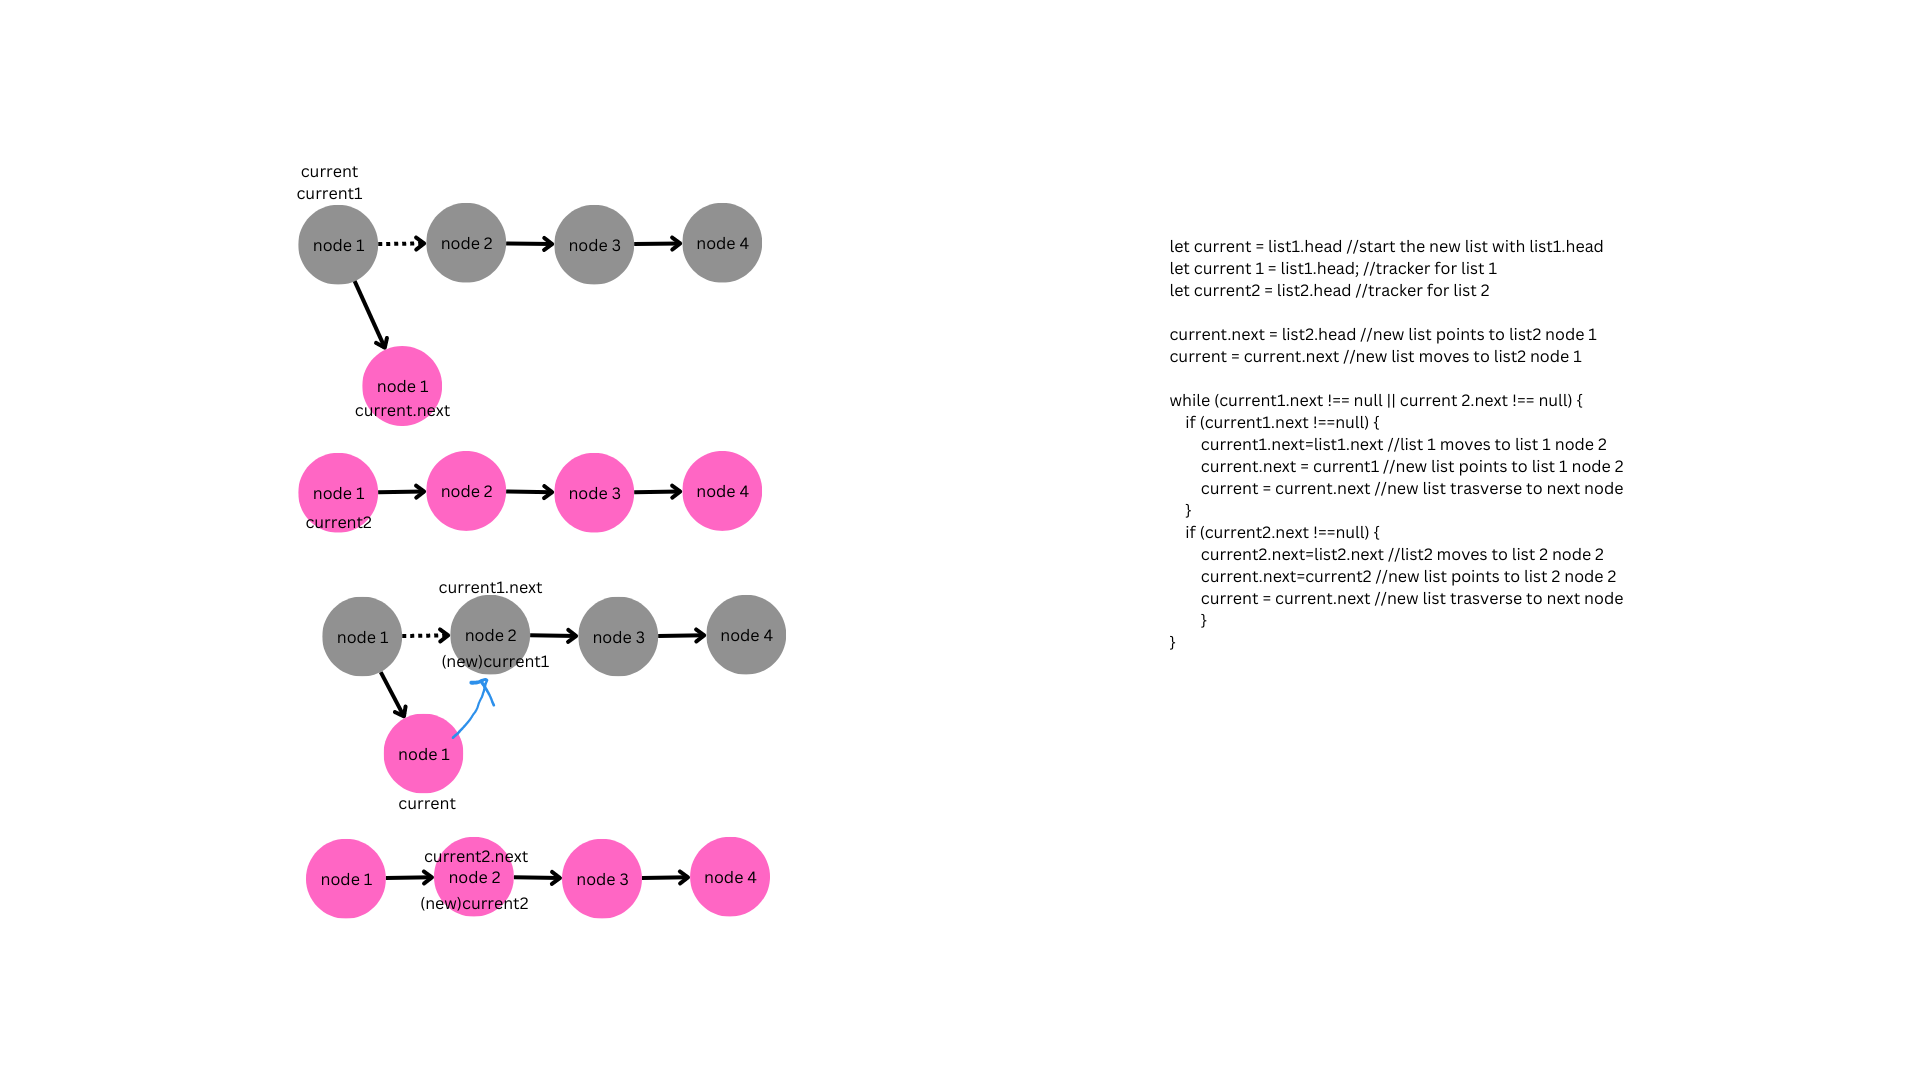 current
current1
node 1
node 2
node 3
node 4
node 1
current.next
node 1
node 2
node 3
node 4
current2
current1.next
node 1
node 2
node 3
node 4
(new)current1
node 1
current
current2.next
node 1
node 2
node 3
node 4
(new)current2
let current = list1.head //start the new list with list1.head
let current 1 = list1.head; //tracker for list 1
let current2 = list2.head //tracker for list 2
current.next = list2.head //new list points to list2 node 1
current = current.next //new list moves to list2 node 1
while (current1.next !== null || current 2.next !== null) {
if (current1.next !==null) {
current1.next=list1.next //list 1 moves to list 1 node 2
current.next = current1 //new list points to list 1 node 2
current = current.next //new list trasverse to next node
}
if (current2.next !==null) {
current2.next=list2.next //list2 moves to list 2 node 2
current.next=current2 //new list points to list 2 node 2
current = current.next //new list trasverse to next node
}
}